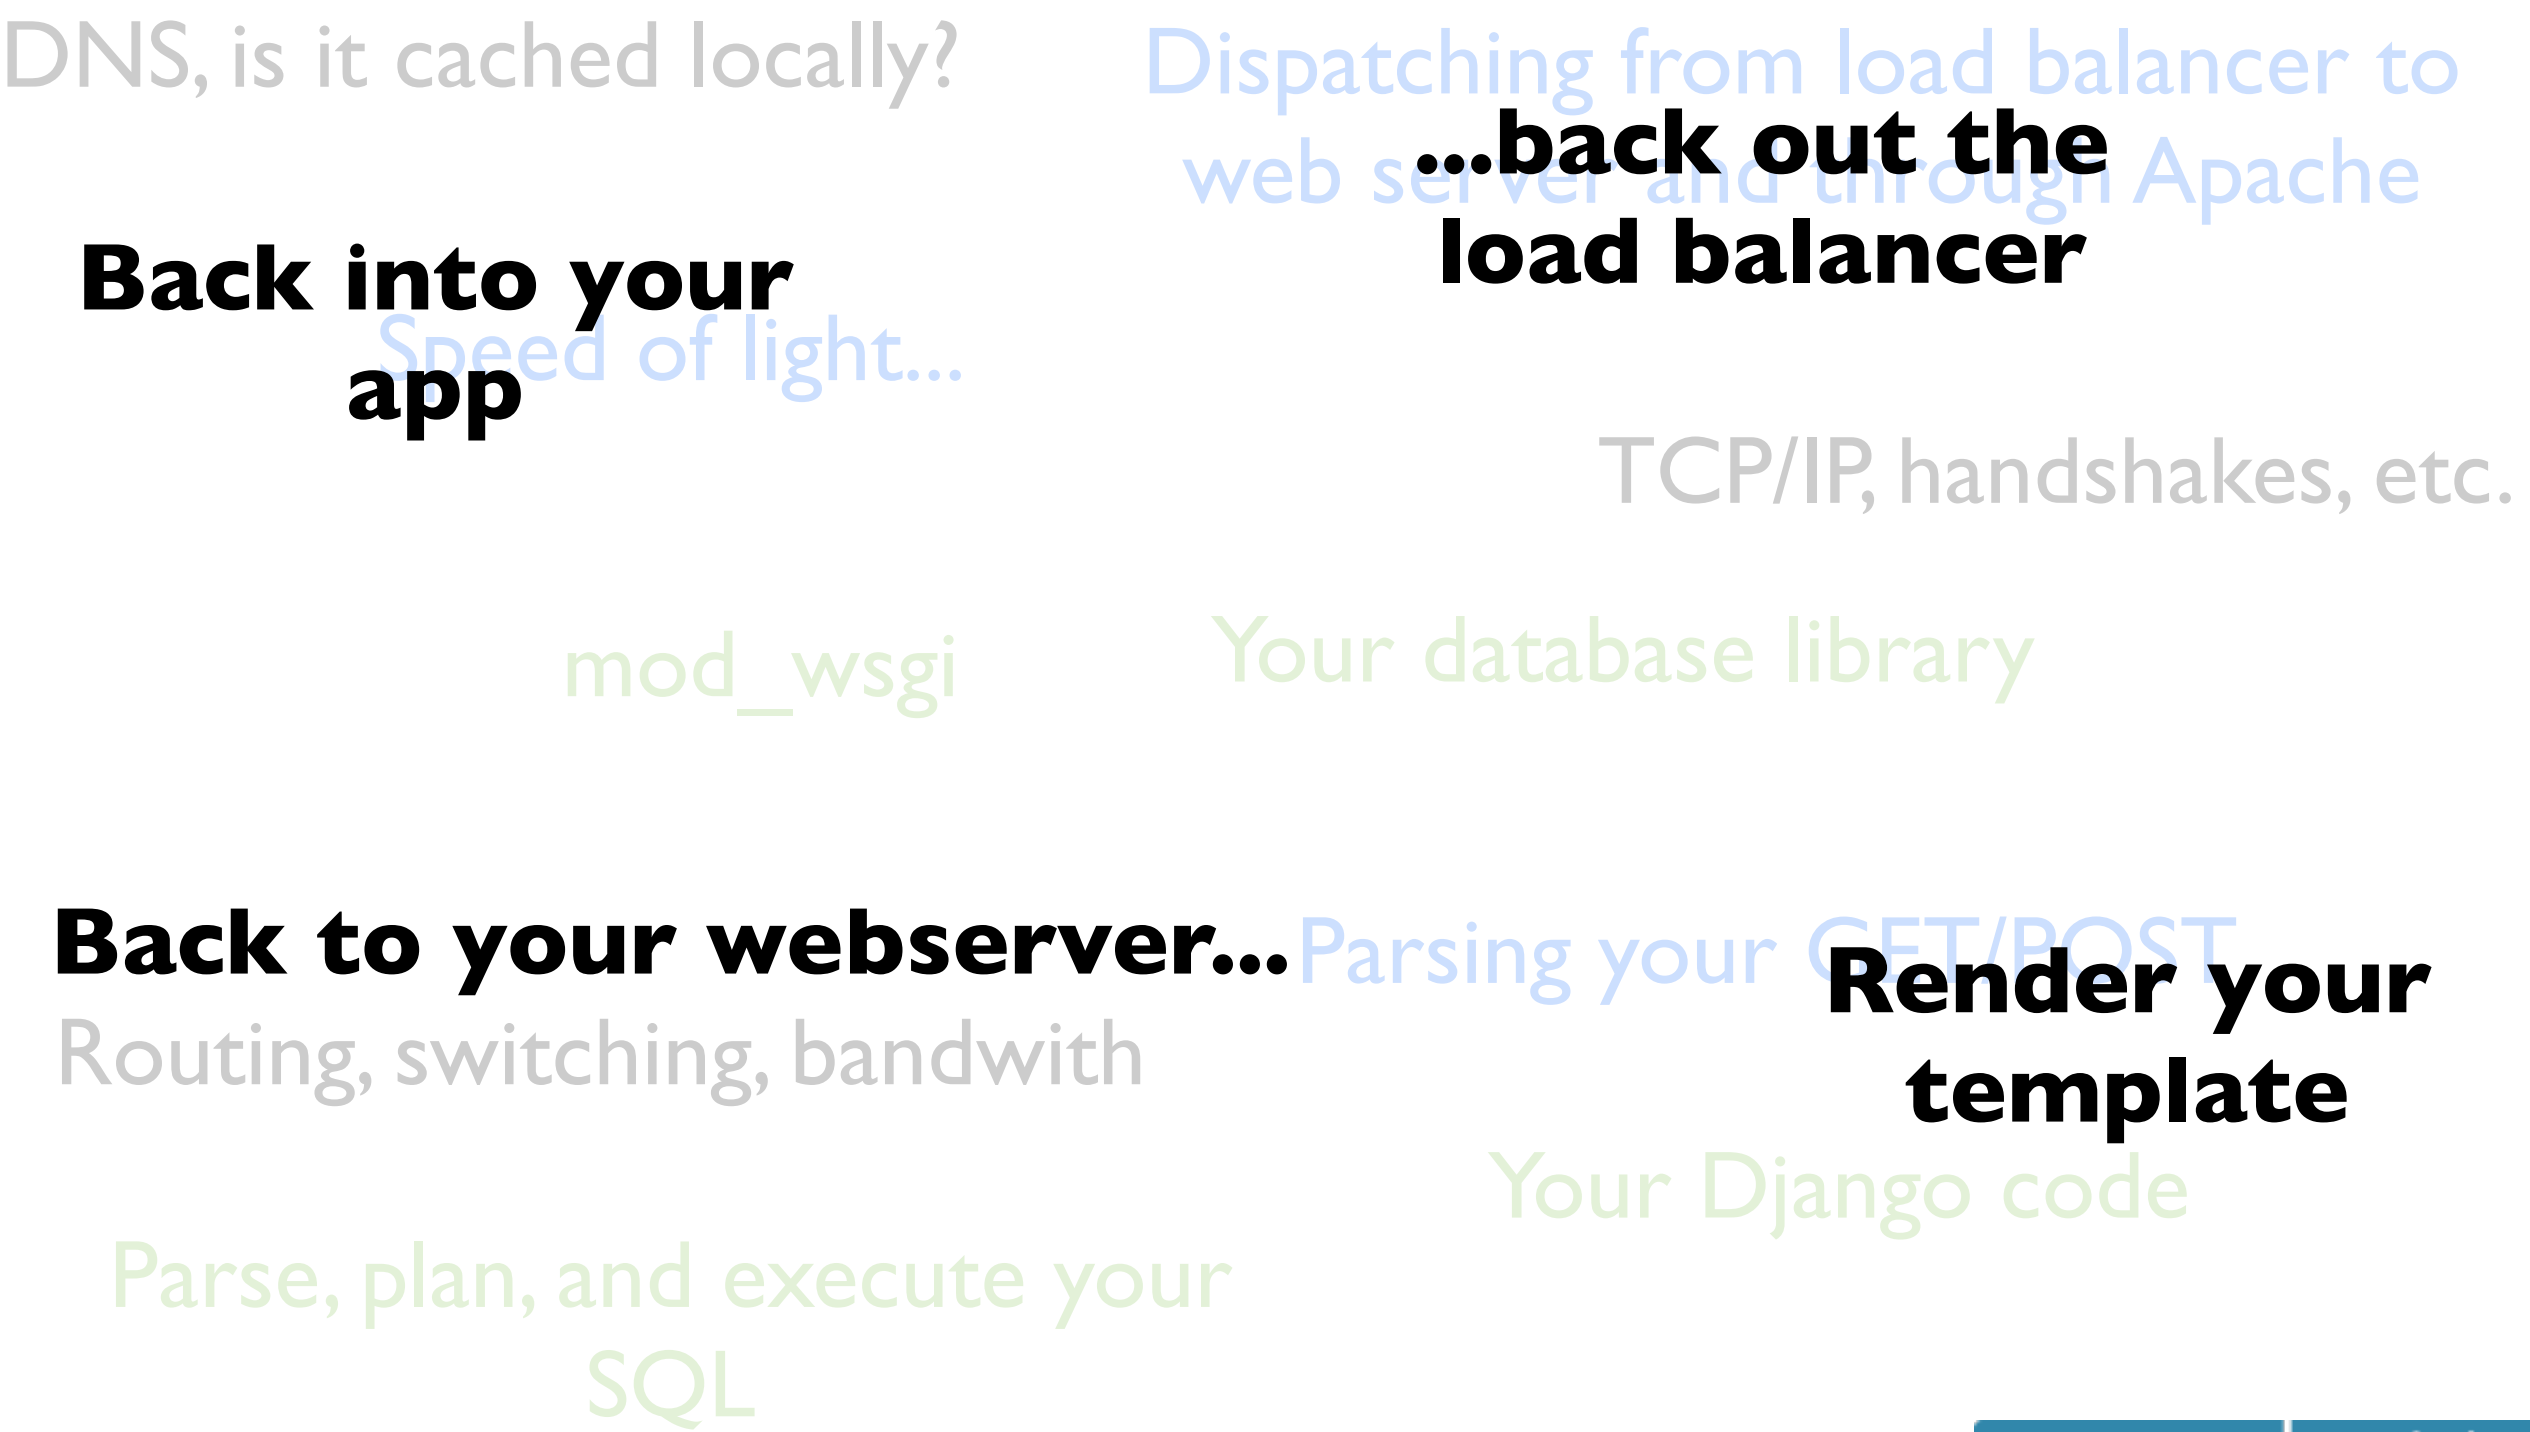 DNS, is it cached locally?
Dispatching from load balancer to
web server and through Apache
...back out the
load balancer
Back into your
app
Speed of light...
TCP/IP, handshakes, etc.
mod_wsgi
Your database library
Back to your webserver...
Parsing your GET/POST
Render your
template
Routing, switching, bandwith
Your Django code
Parse, plan, and execute your
SQL